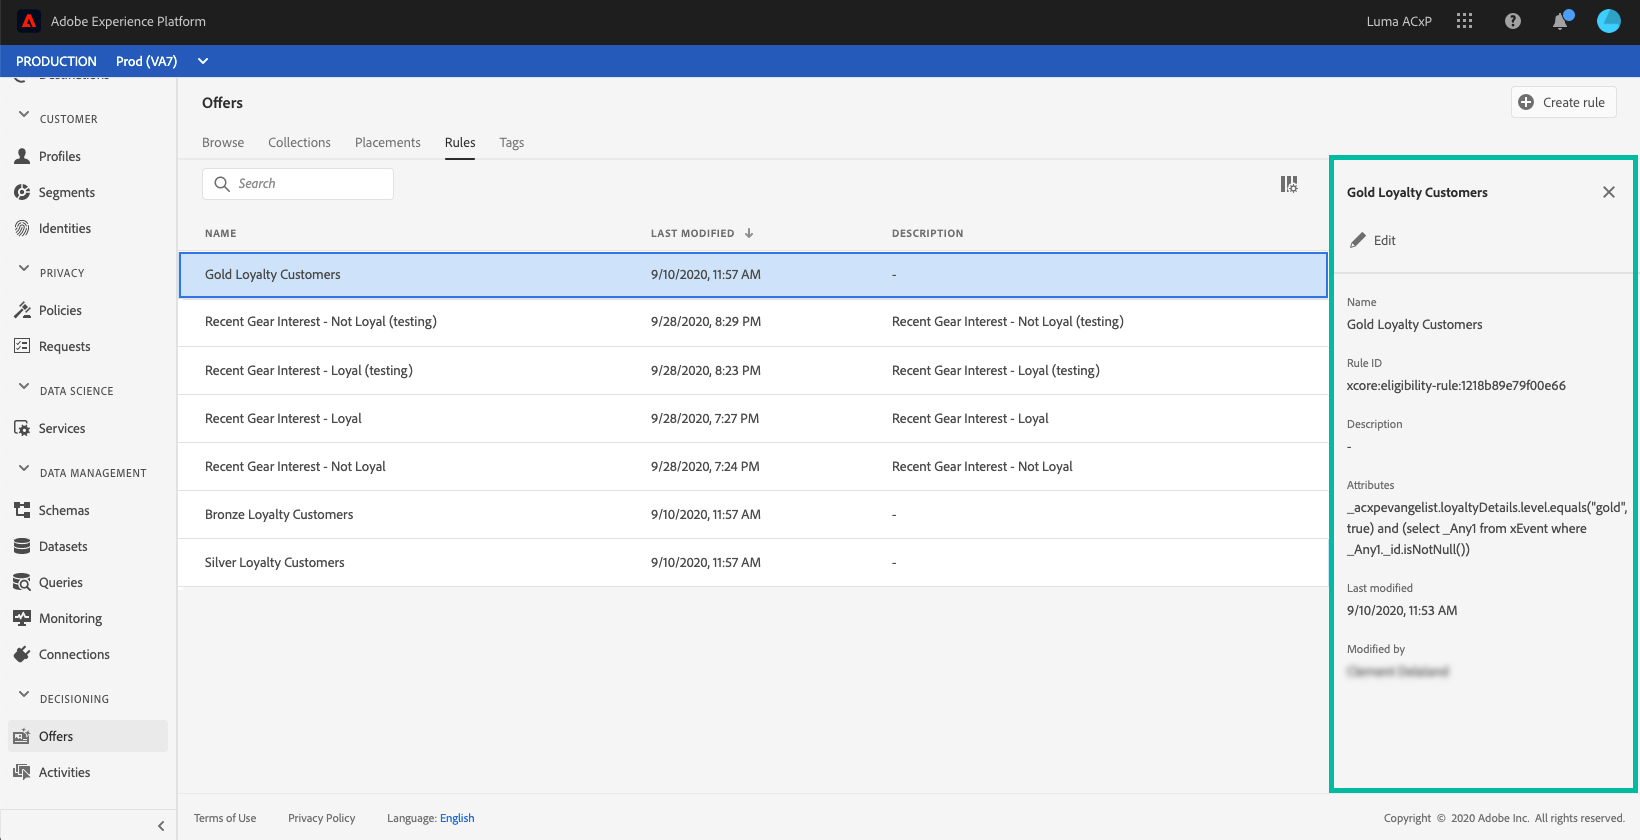 Adobe Experience Platform
Luma ACxP
PRODUCTION Prod (VA7)
CUSTOMER
Profiles
Segments
Identities
PRIVACY
Policies
Requests
DATA SCIENCE
Services
DATA MANAGEMENT
Schemas
Datasets
Queries
Monitoring
Connections
DECISIONING
Offers
Activities
Offers
Create rule
Browse Collections Placements Rules Tags
Search
NAME LAST MODIFIED DESCRIPTION
Gold Loyalty Customers 9/10/2020, 11:57 AM -
Recent Gear Interest - Not Loyal (testing) 9/28/2020, 8:29 PM Recent Gear Interest - Not Loyal (testing)
Recent Gear Interest - Loyal (testing) 9/28/2020, 8:23 PM Recent Gear Interest - Loyal (testing)
Recent Gear Interest - Loyal 9/28/2020, 7:27 PM Recent Gear Interest - Loyal
Recent Gear Interest - Not Loyal 9/28/2020, 7:24 PM Recent Gear Interest - Not Loyal
Bronze Loyalty Customers 9/10/2020, 11:57 AM -
Silver Loyalty Customers 9/10/2020, 11:57 AM -
Gold Loyalty Customers
Edit
Name
Gold Loyalty Customers
Rule ID
xcore:eligibility-rule:1218b89e79f00e66
Description
-
Attributes
_acxpevangelist.loyaltyDetails.level.equals("gold",
true) and (select _Any1 from xEvent where
_Any1._id.isNotNull())
Last modified
9/10/2020, 11:53 AM
Modified by
Terms of Use Privacy Policy Language: English
Copyright © 2020 Adobe Inc. All rights reserved.